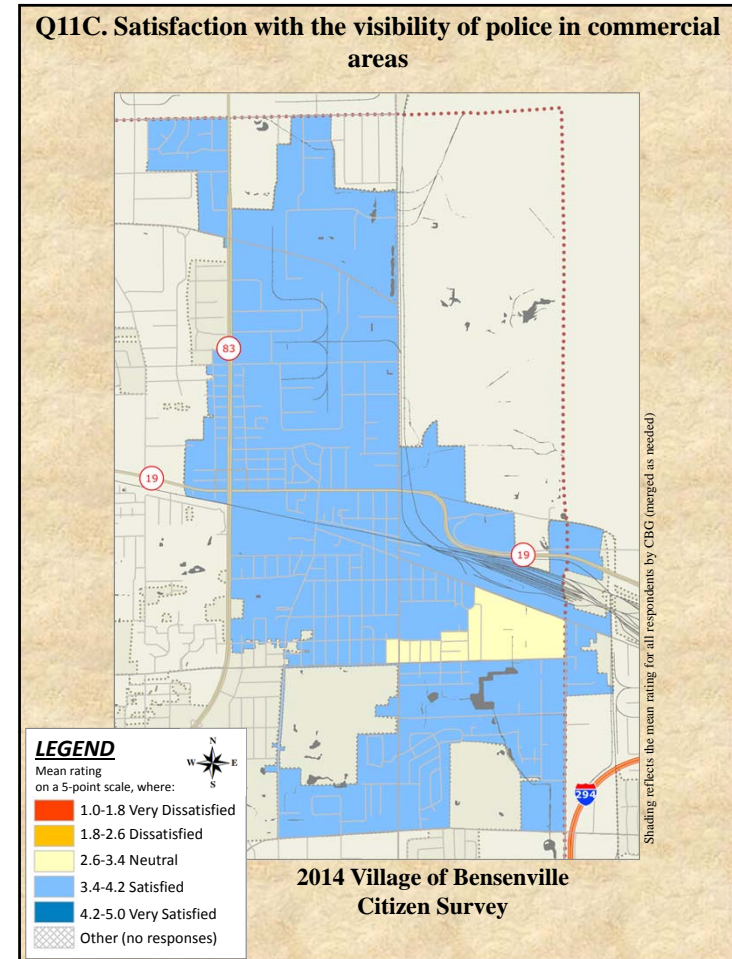 Q11C. Satisfaction with the visibility of police in commercial
areas
83
19
19
294
Shading reflects the mean rating for all respondents by CBG (merged as needed)
LEGEND
Mean rating
on a 5-point scale, where:
N
W
E
S
1.0-1.8 Very Dissatisfied
1.8-2.6 Dissatisfied
2.6-3.4 Neutral
3.4-4.2 Satisfied
4.2-5.0 Very Satisfied
Other (no responses)
2014 Village of Bensenville
Citizen Survey